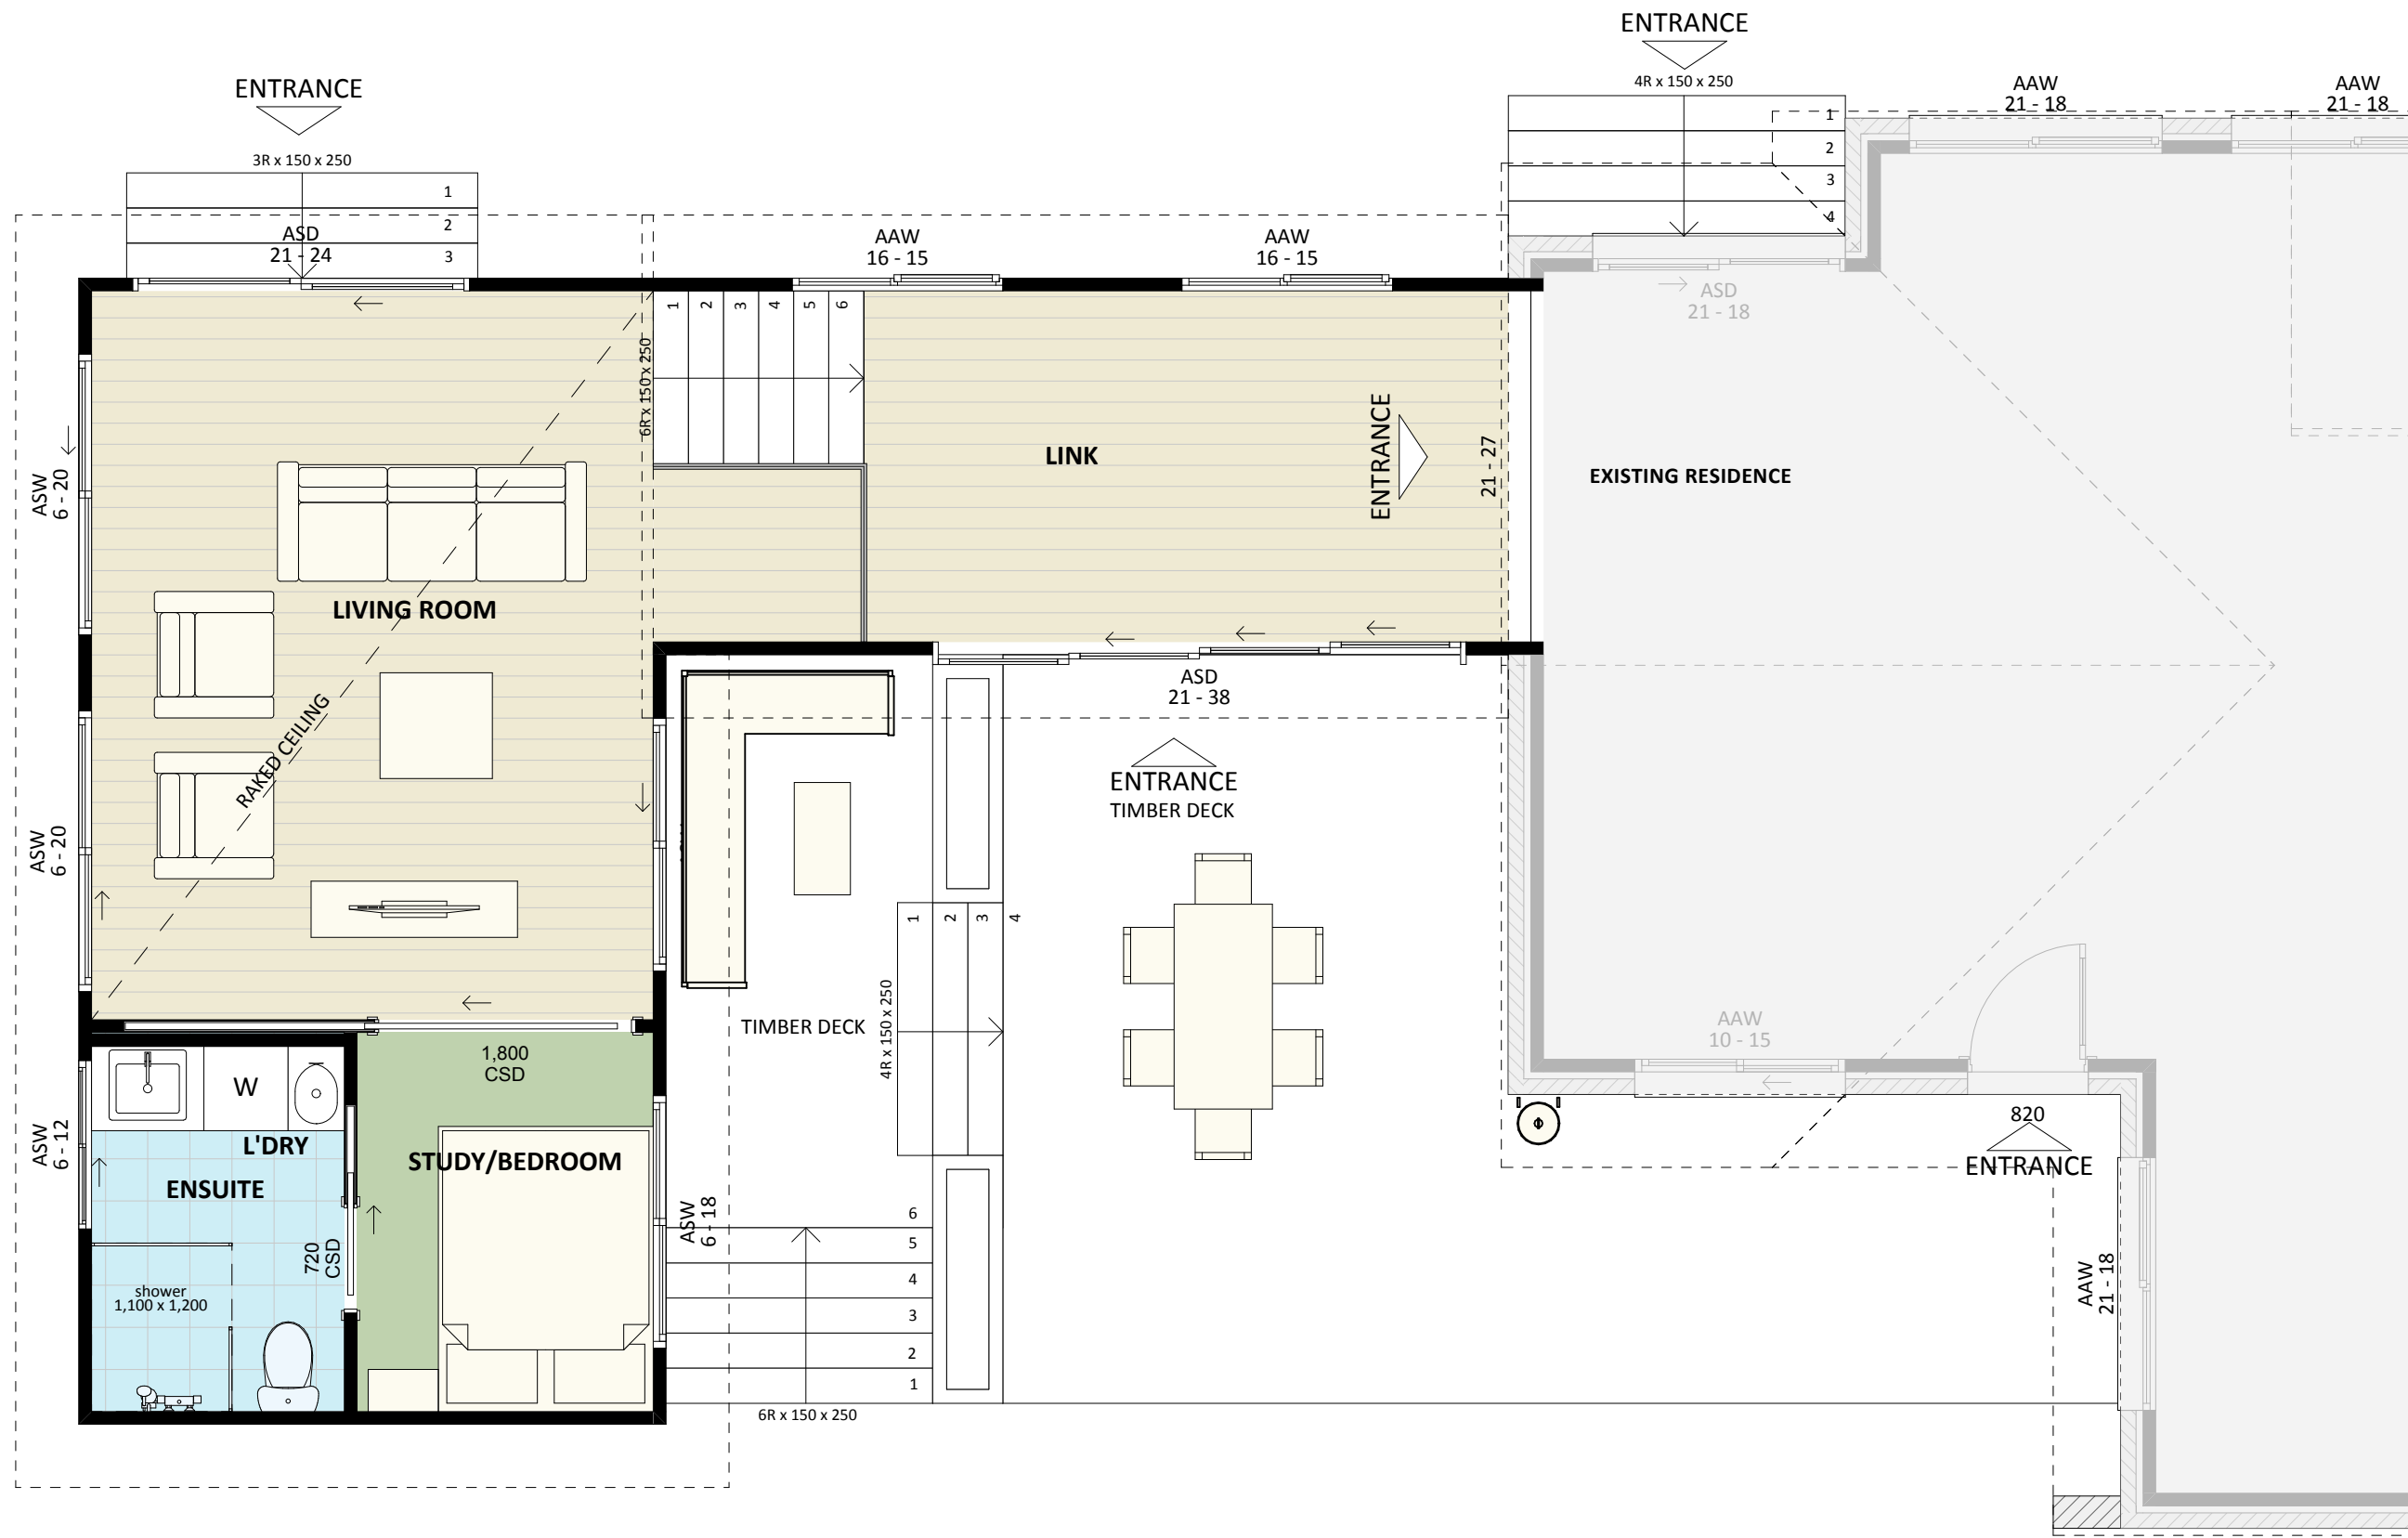 ENTRANCE
4R x 150 x 250
1
2
3
4
AAW
21 - 18
AAW
21 - 18
ENTRANCE
3R x 150 x 250
1
2
3
ASD
21 - 24
AAW
16 - 15
AAW
16 - 15
ASD
21 - 18
1
2
3
4
5
6
6R x 150 x 250
LINK
ENTRANCE
21 - 27
EXISTING RESIDENCE
ASW
6 - 20
LIVING ROOM
RAKED CEILING
ASD
21 - 38
ENTRANCE
TIMBER DECK
ASW
6 - 20
1
2
3
4
4R x 150 x 250
TIMBER DECK
AAW
10 - 15
1,800
CSD
W
L'DRY
ENSUITE
STUDY/BEDROOM
ASW
6 - 12
820
ENTRANCE
ASW
6 - 18
720
CSD
shower
1,100 x 1,200
6
5
4
3
2
1
6R x 150 x 250
AAW
21 - 18